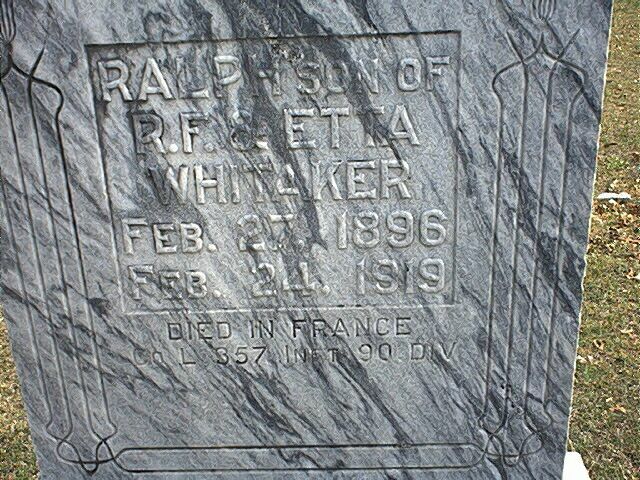 RALPH SON OF
R.F. & ETTA
WHITAKER
FEB. 27. 1896
FEB. 24. 1919
DIED IN FRANCE
CO L 357 INFT 90 DIV